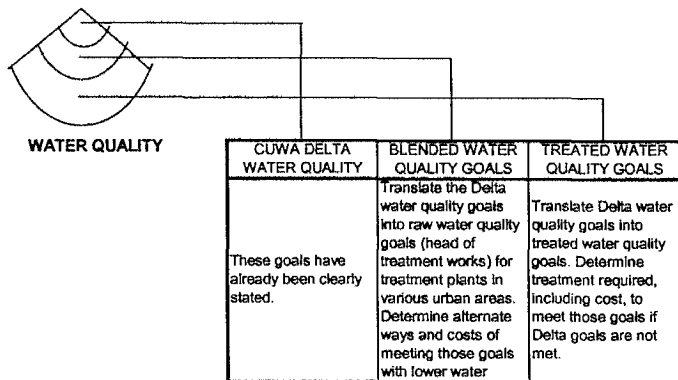 WATER QUALITY
CUWA DELTA
WATER QUALITY
BLENDED WATER
QUALITY GOALS
TREATED WATER
QUALITY GOALS
These goals have
already been clearly
stated.
Translate the Delta
water quality goals
into raw water quality
goals (head of
treatment works) for
treatment plants in
various urban areas.
Determine alternate
ways and costs of
meeting those goals
with lower water
Translate Delta water
quality goals into
treated water quality
goals. Determine
treatment required,
including cost, to
meet those goals if
Delta goals are not
met.